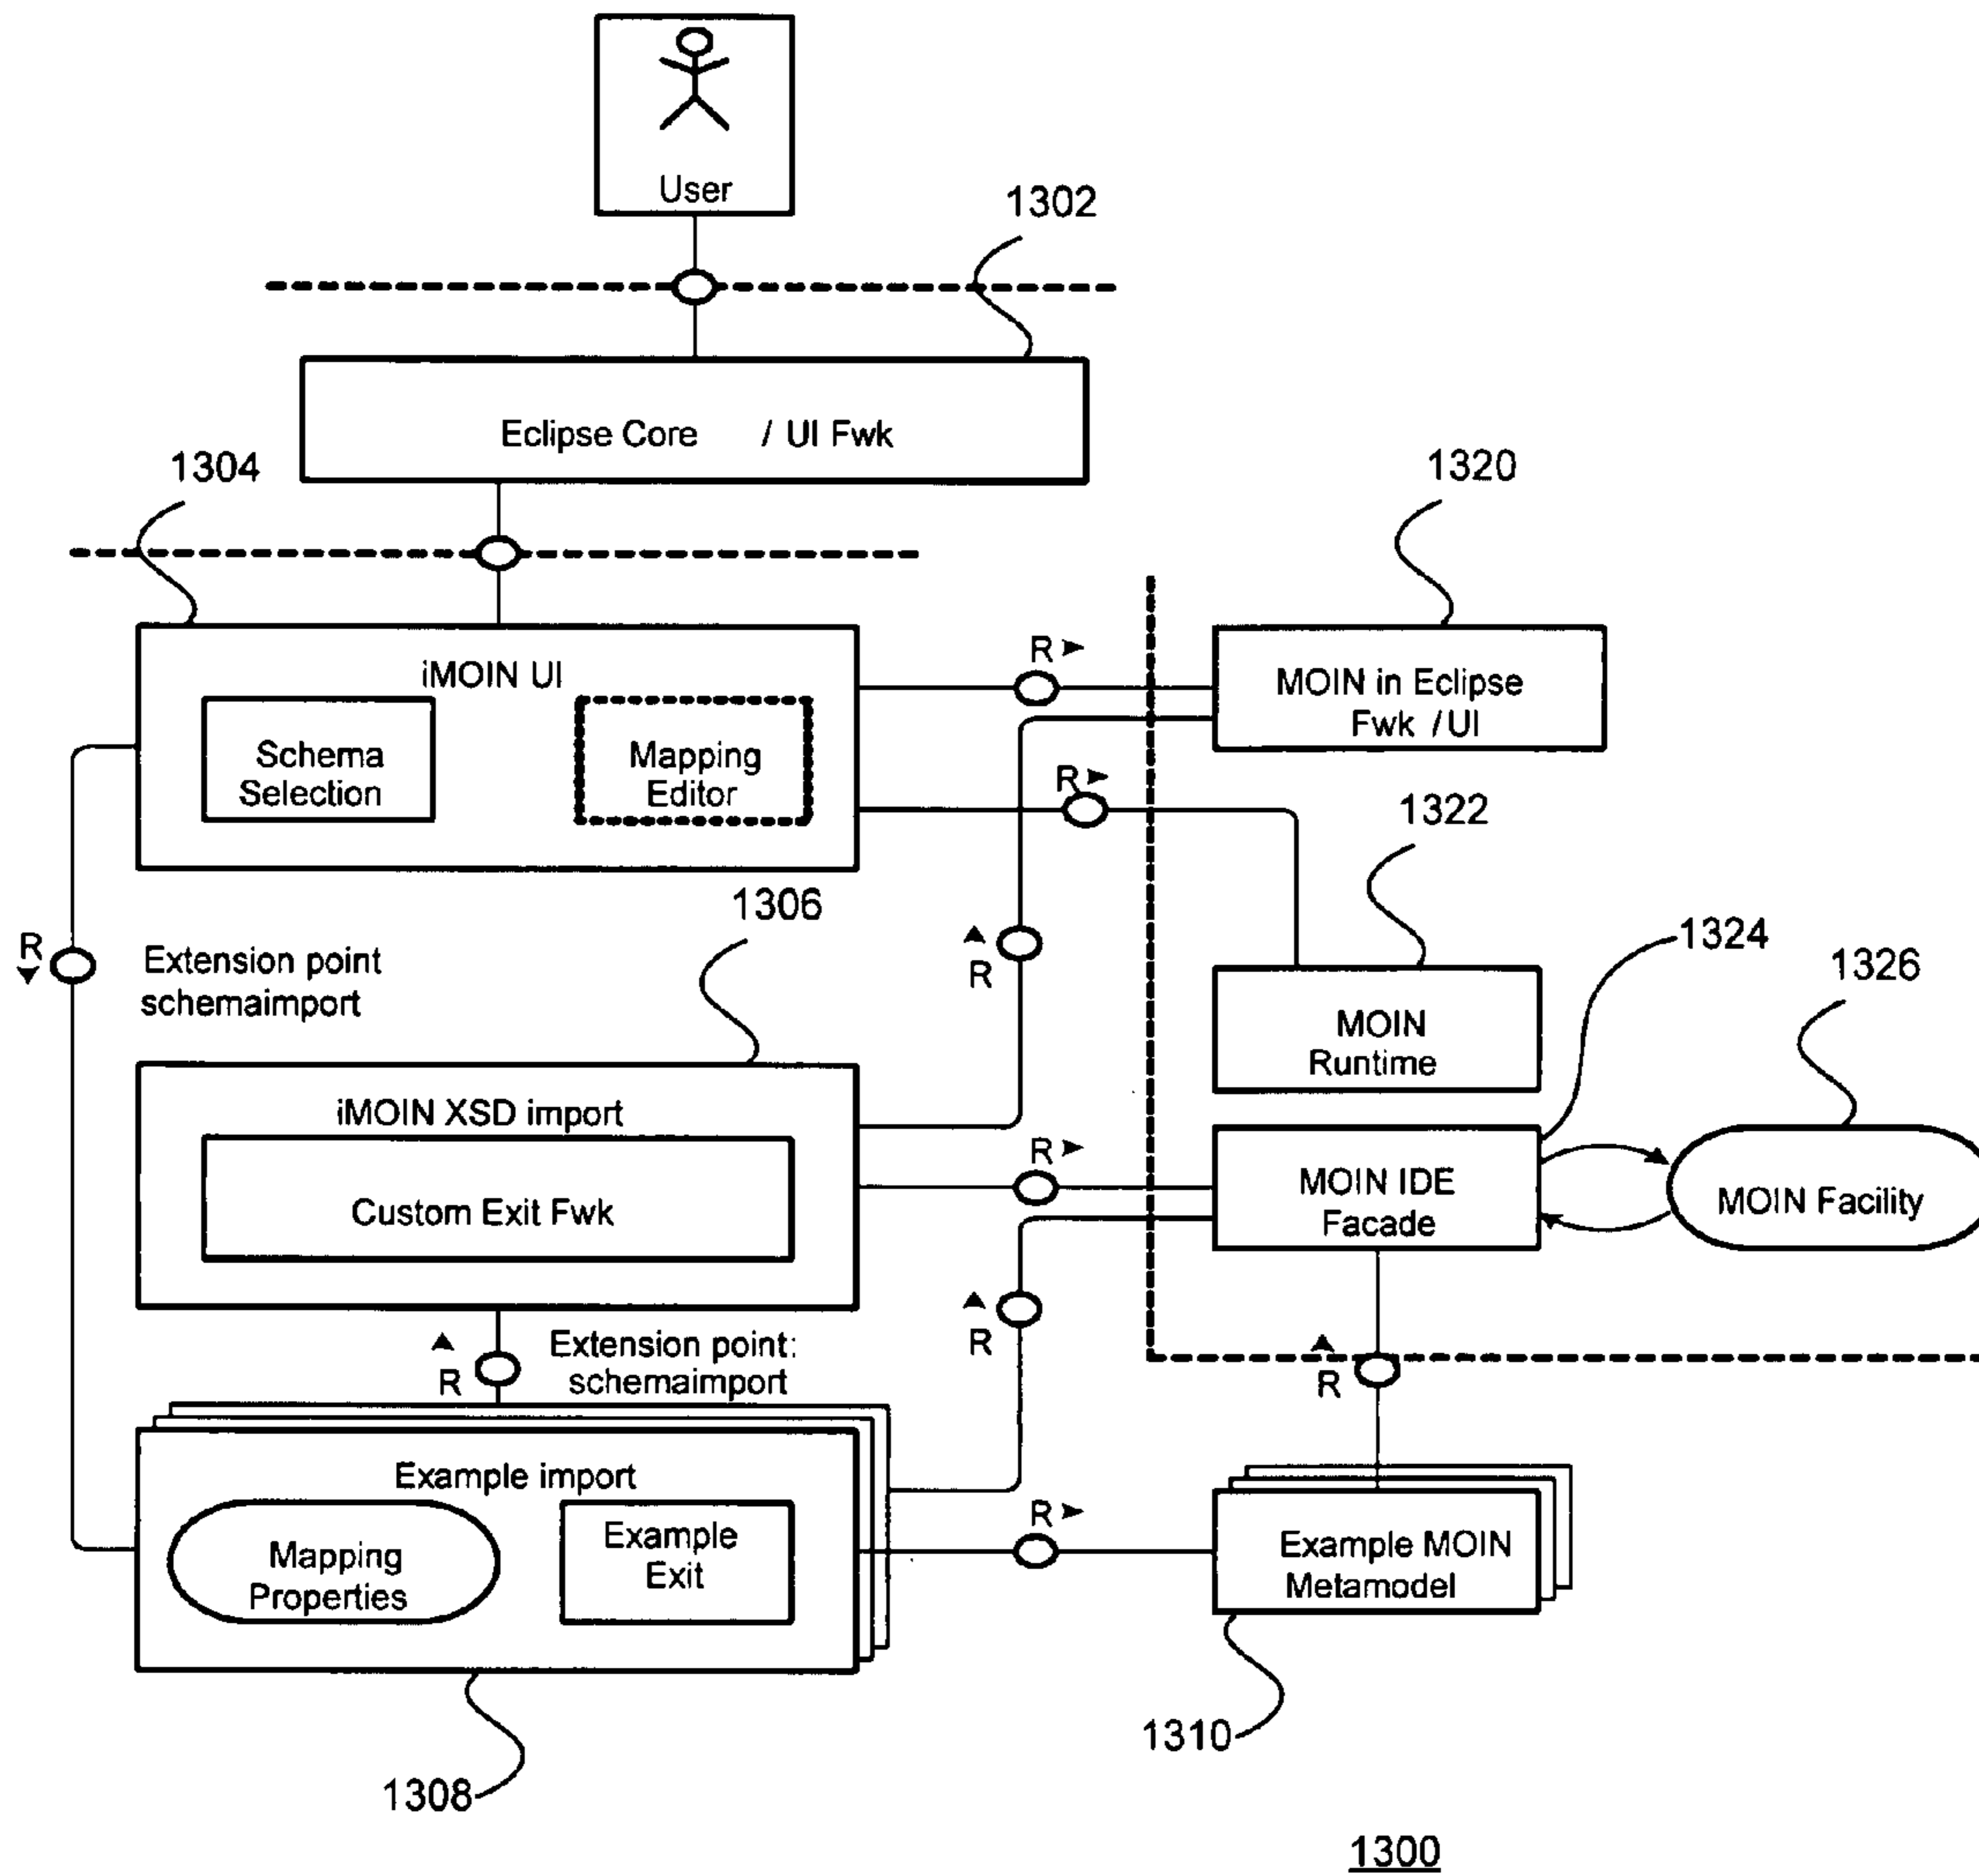 User
1302
Eclipse Core / UI Fwk
1304
1320
iMOIN UI
Schema
Selection
Mapping
Editor
R
MOIN in Eclipse
Fwk / UI
R
1322
1306
R
Extension point
schemaimport
R
1324
1326
MOIN
Runtime
iMOIN XSD import
Custom Exit Fwk
R
MOIN IDE
Facade
MOIN Facility
R
Extension point:
schemaimport
R
R
Example import
Mapping
Properties
Example
Exit
R
Example MOIN
Metamodel
1310
1308
1300